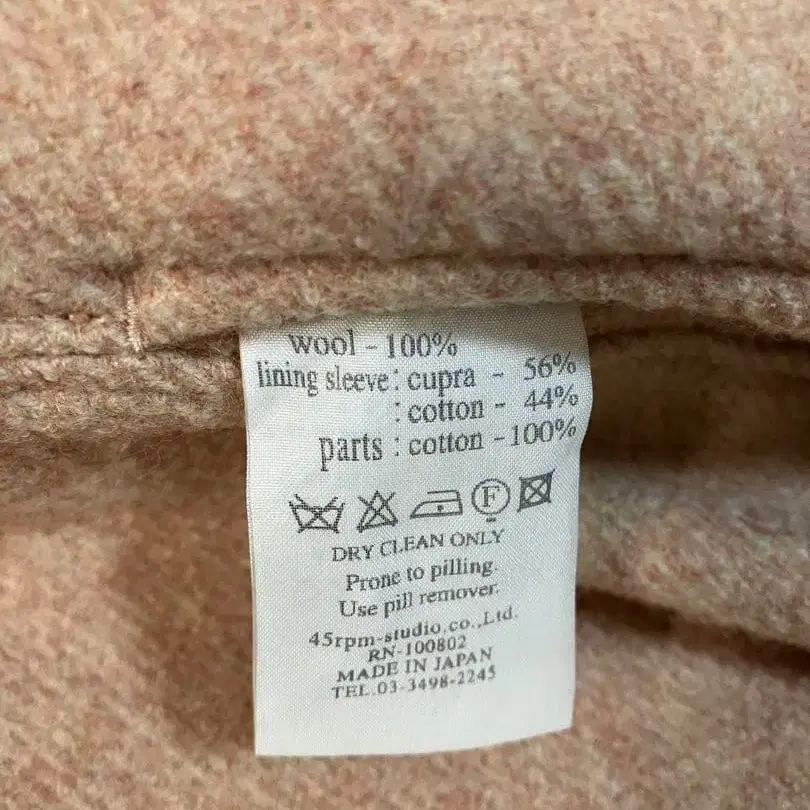 wool - 100%
lining sleeve : cupra - 56%
: cotton - 44%
parts : cotton - 100%
F
DRY CLEAN ONLY
Prone to pilling.
Use pill remover.
45rpm-studio.co.,Ltd.
RN-100802
MADE IN JAPAN
TEL.03-3498-2245